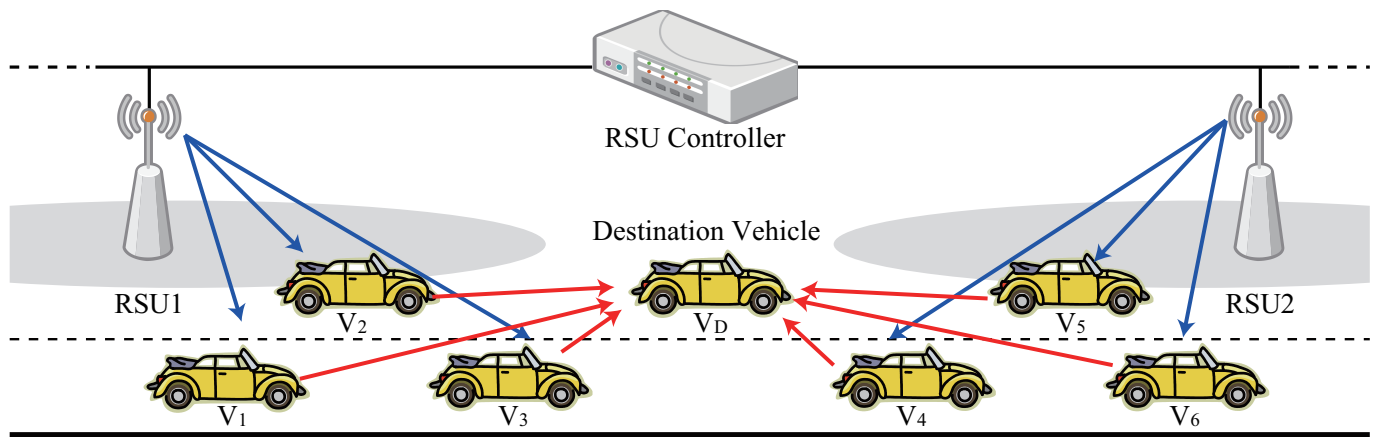 RSU Controller
Destination Vehicle
RSU1
RSU2
V2
VD
V5
V1
V3
V4
V6